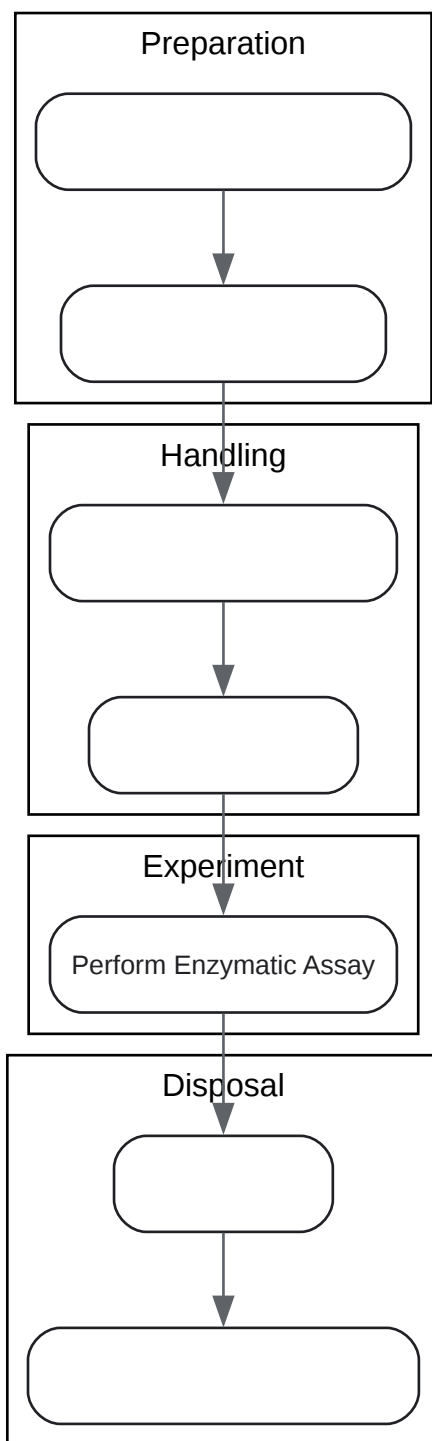 Preparation
Handling
Experiment
Perform Enzymatic Assay
Disposal